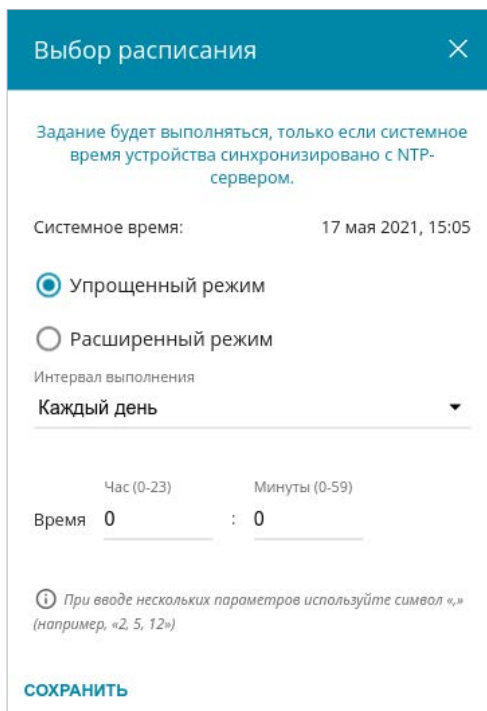 Выбор расписания
Задание будет выполняться, только если системное
время устройства синхронизировано с NTP-
сервером.
Системное время: 17 мая 2021, 15:05
Упрощенный режим
Расширенный режим
Интервал выполнения
Каждый день
Час (0-23) Минуты (0-59)
Время 0 : 0
При вводе нескольких параметров используйте символ «,»
(например, «2, 5, 12»)
СОХРАНИТЬ